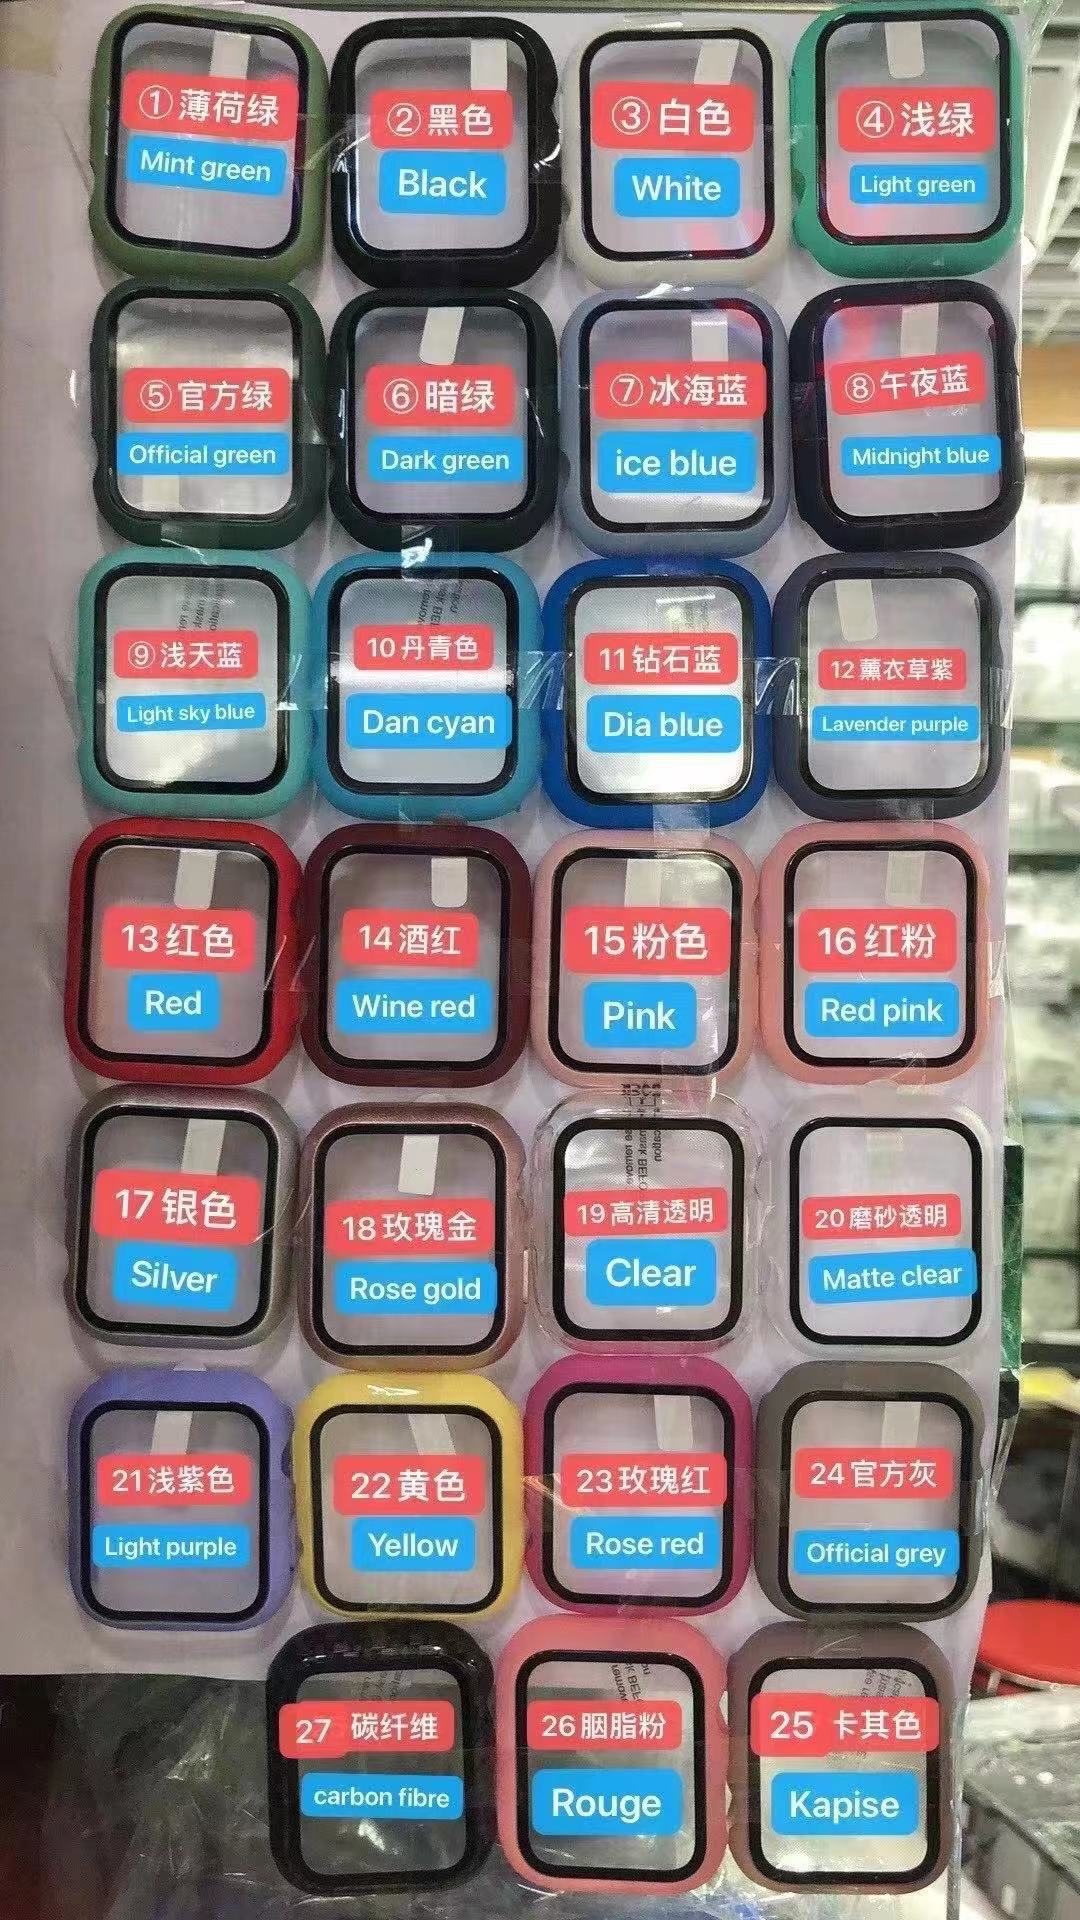 ①薄荷绿
Mint green
②黑色
Black
③白色
White
④浅绿
Light green
⑤官方绿
Official green
⑥暗绿
Dark green
⑦冰海蓝
ice blue
⑧午夜蓝
Midnight blue
⑨浅天蓝
Light sky blue
10丹青色
Dan cyan
11钻石蓝
Dia blue
12薰衣草紫
Lavender purple
13红色
Red
14酒红
Wine red
15粉色
Pink
16红粉
Red pink
17银色
Silver
18玫瑰金
Rose gold
19高清透明
Clear
20磨砂透明
Matte clear
21浅紫色
Light purple
22黄色
Yellow
23玫瑰红
Rose red
24官方灰
Official grey
27 碳纤维
carbon fibre
26胭脂粉
Rouge
25 卡其色
Kapise